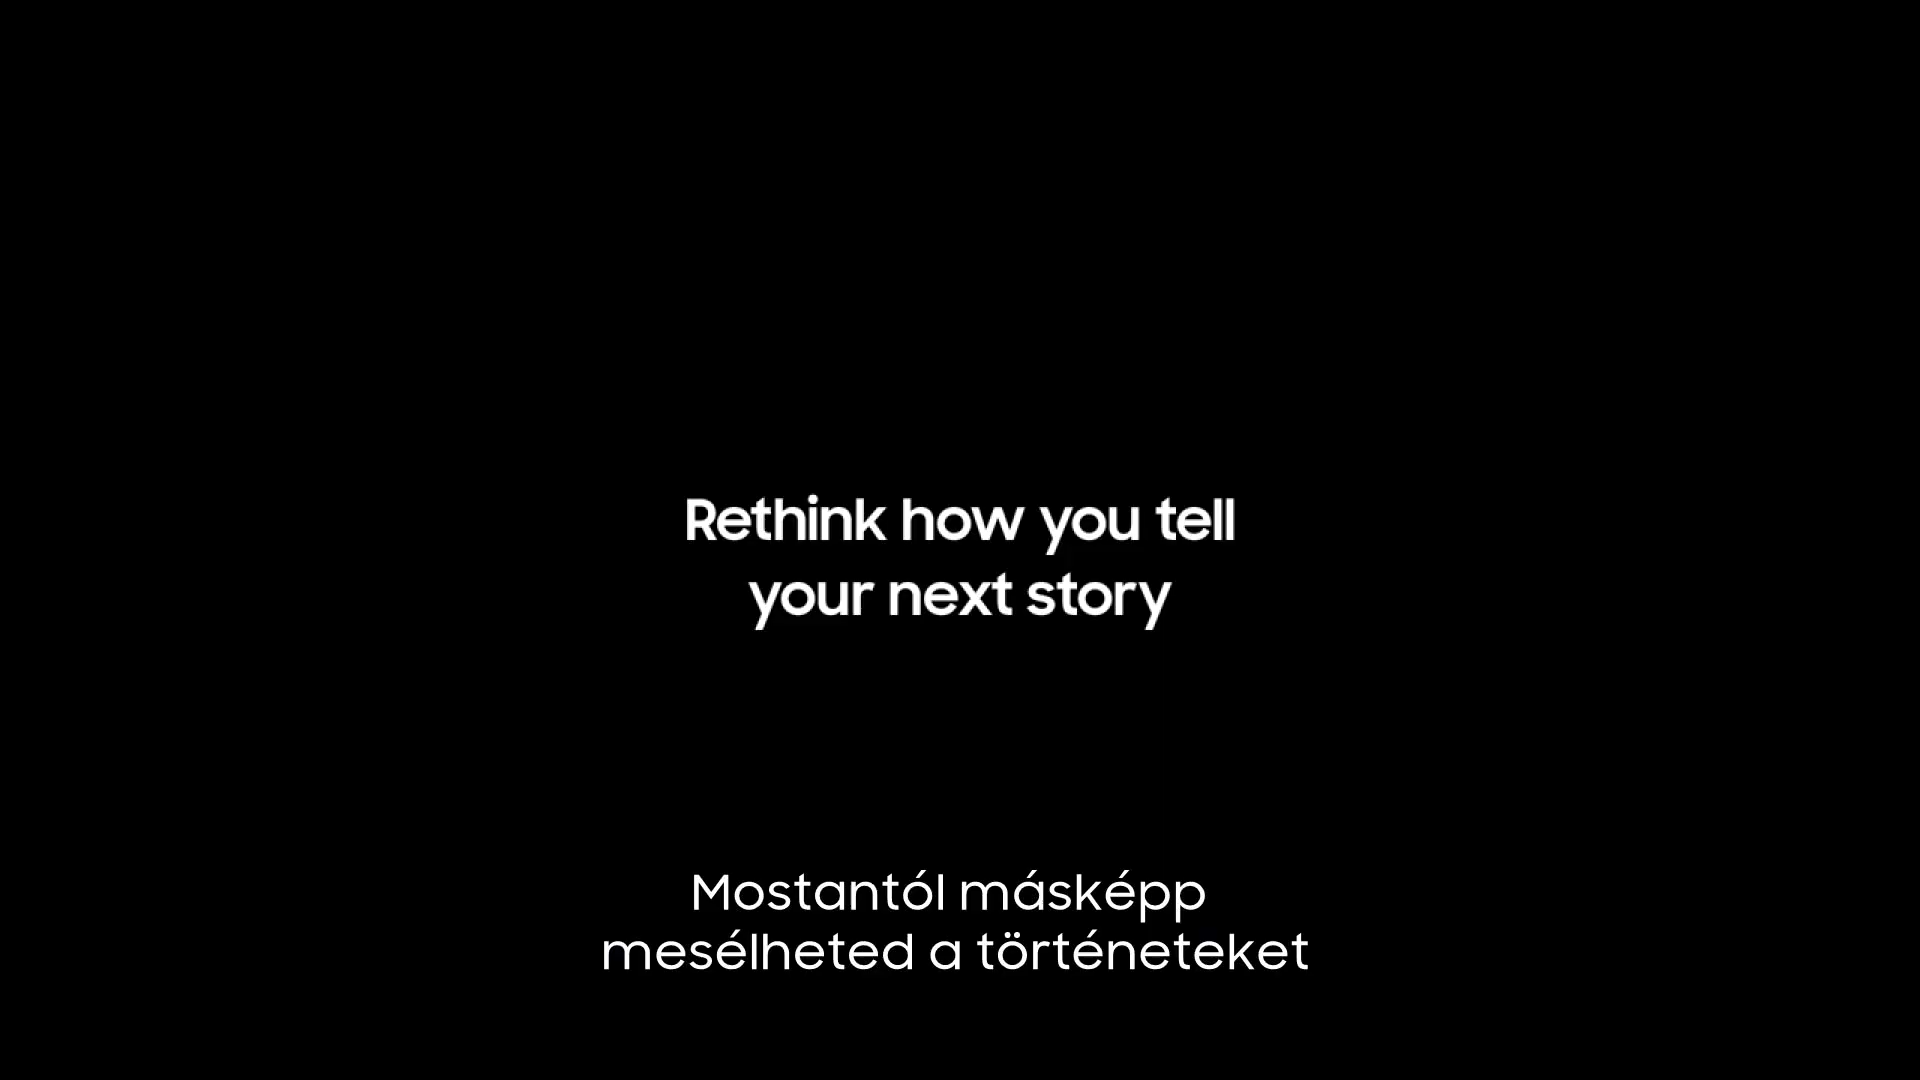 Rethink how you tell
your next story
Mostantól másképp
mesélheted a történeteket